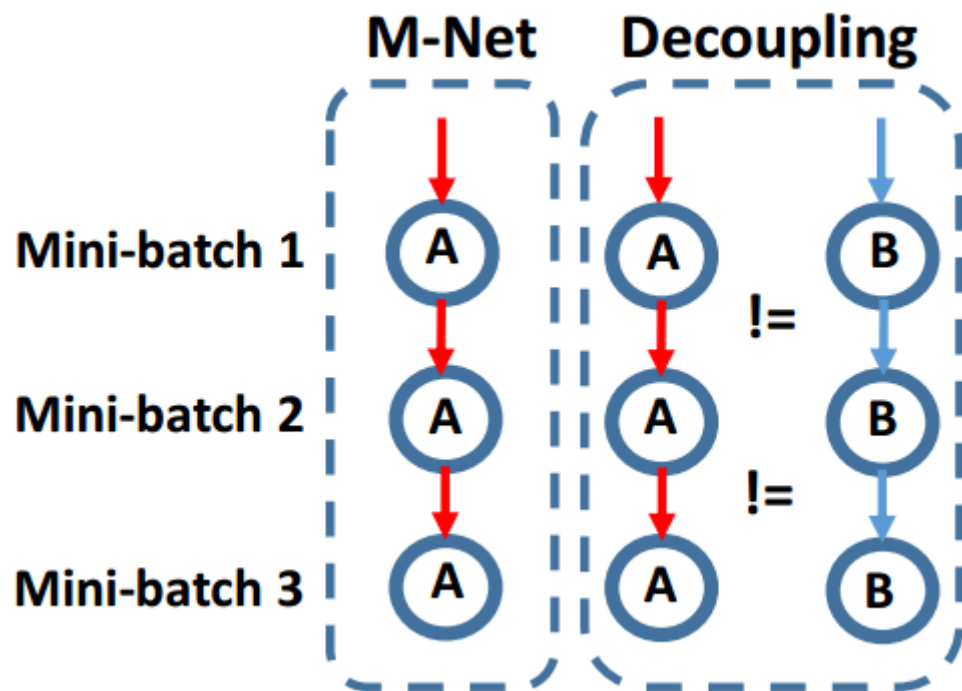 M-Net Decoupling
Mini-batch 1 A A B
!=
Mini-batch 2 A A B
!=
Mini-batch 3 A A B